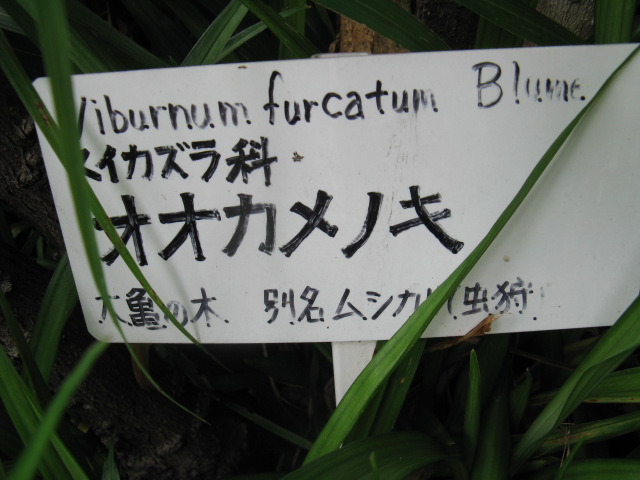 Viburnum furcatum Blume
スイカズラ科
オオカメノキ
大亀の木 別名ムシカリ(虫狩